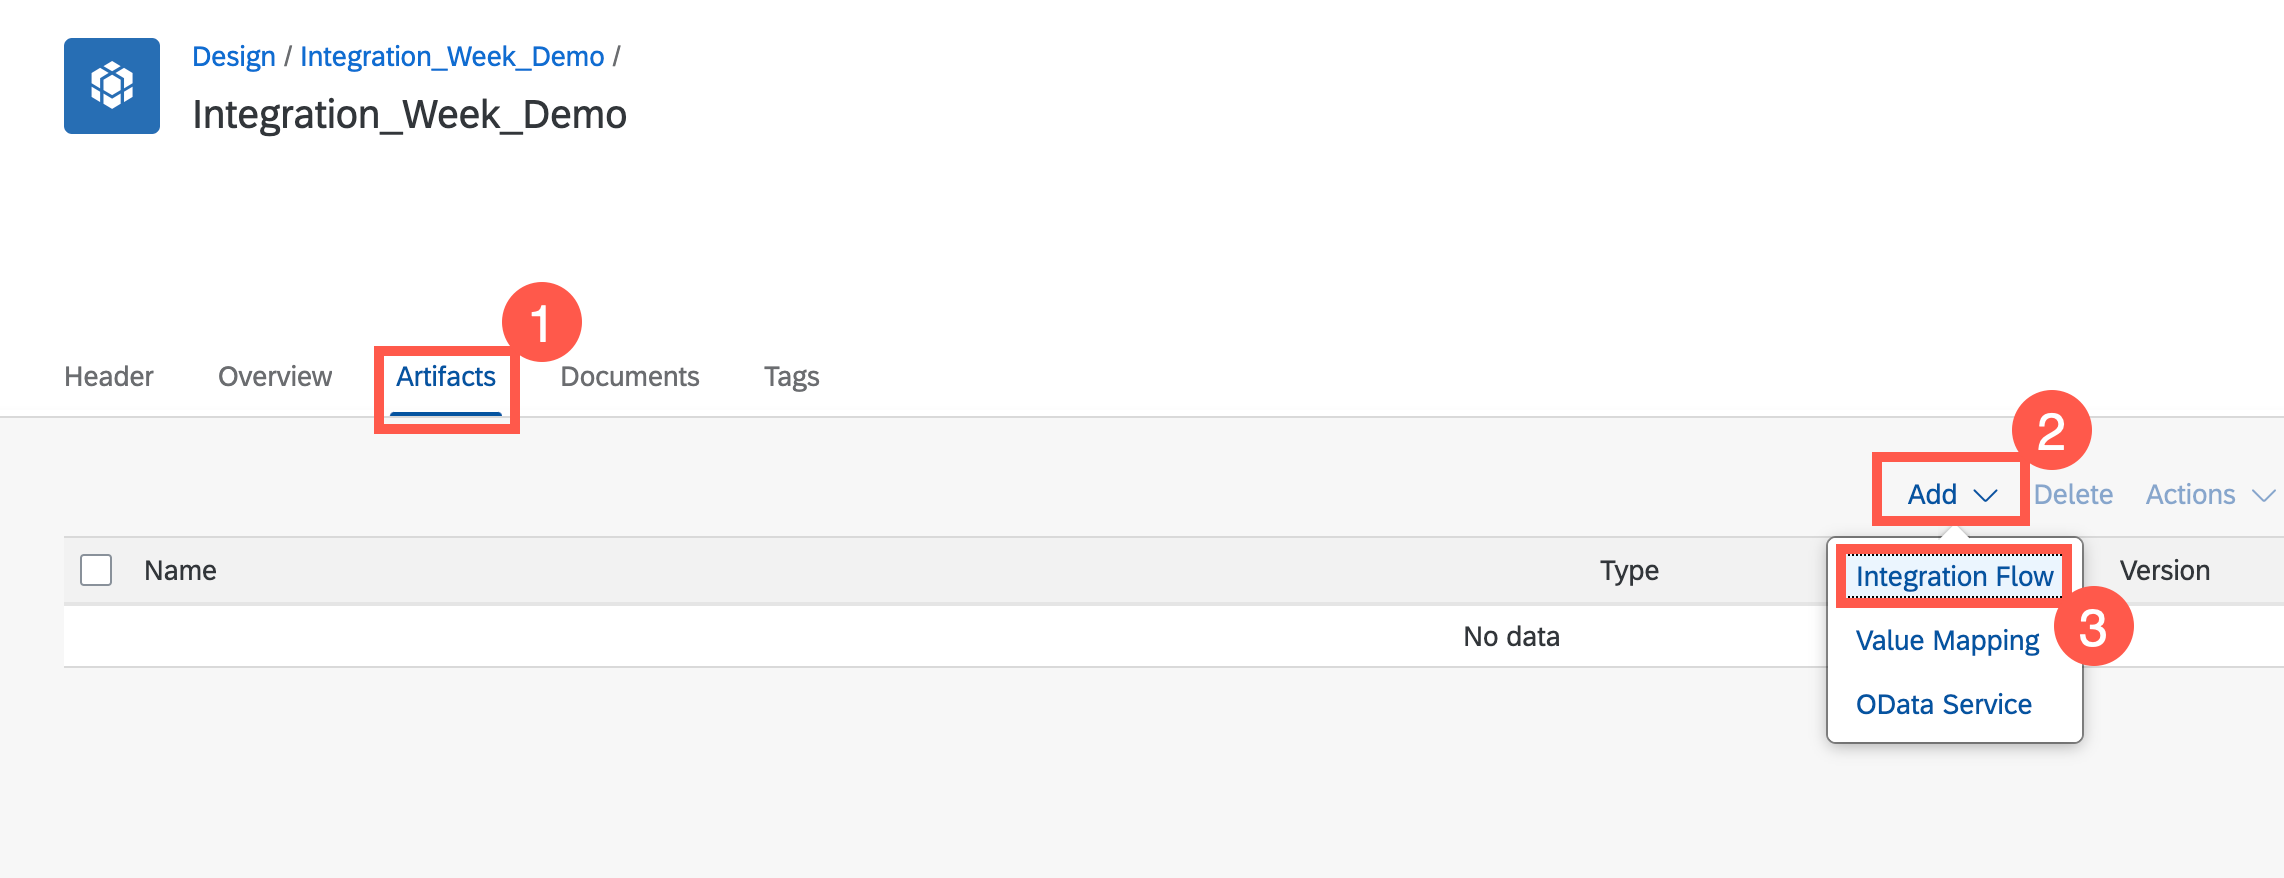 Design / Integration_Week_Demo /
Integration_Week_Demo
1
Header Overview Artifacts Documents Tags
2
Add Delete Actions
Name Type Version
Integration Flow
3
No data
Value Mapping
OData Service